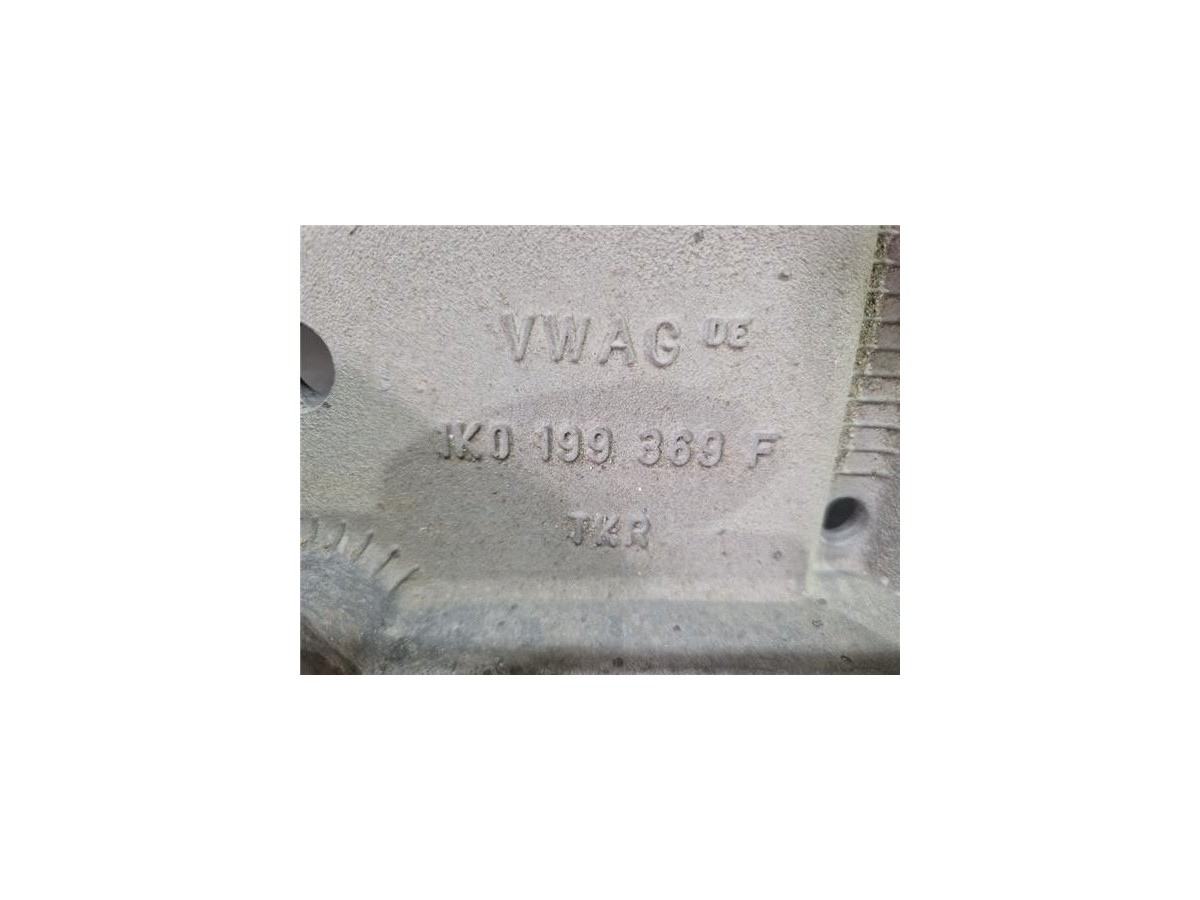 VWAG DE
1K0 199 369 F
TKR